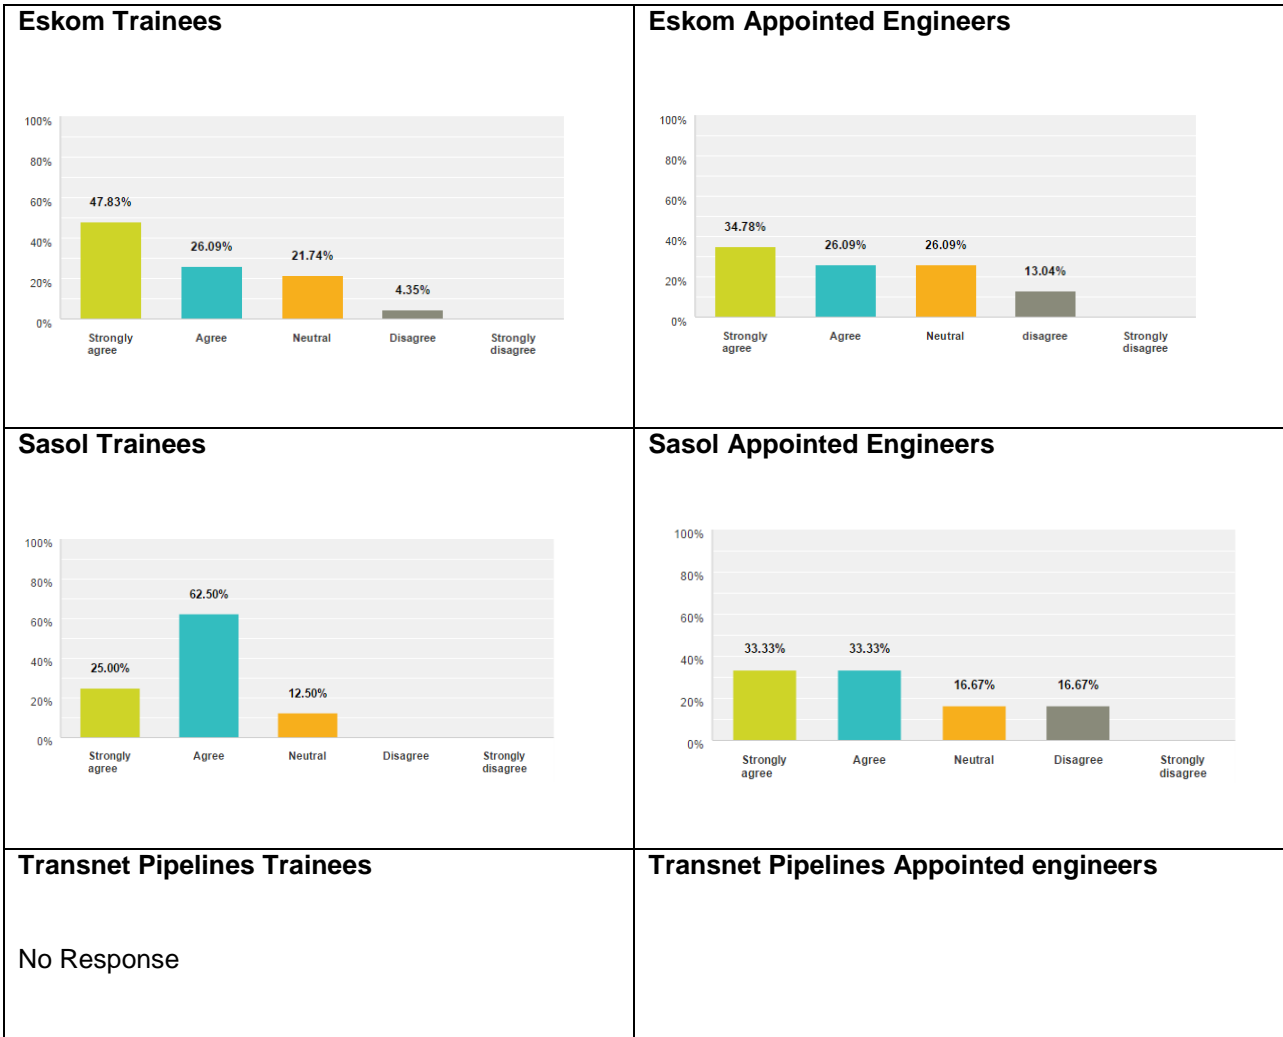 Eskom Trainees
100%
80%
60%
40%
20%
0%
47.83%
26.09%
21.74%
4.35%
Strongly
agree
Agree
Neutral
Disagree
Strongly
disagree
Eskom Appointed Engineers
100%
80%
60%
40%
20%
0%
34.78%
26.09%
26.09%
13.04%
Strongly
agree
Agree
Neutral
disagree
Strongly
disagree
Sasol Trainees
100%
80%
60%
40%
20%
0%
25.00%
62.50%
12.50%
Strongly
agree
Agree
Neutral
Disagree
Strongly
disagree
Sasol Appointed Engineers
100%
80%
60%
40%
20%
0%
33.33%
33.33%
16.67%
16.67%
Strongly
agree
Agree
Neutral
Disagree
Strongly
disagree
Transnet Pipelines Trainees
No Response
Transnet Pipelines Appointed engineers